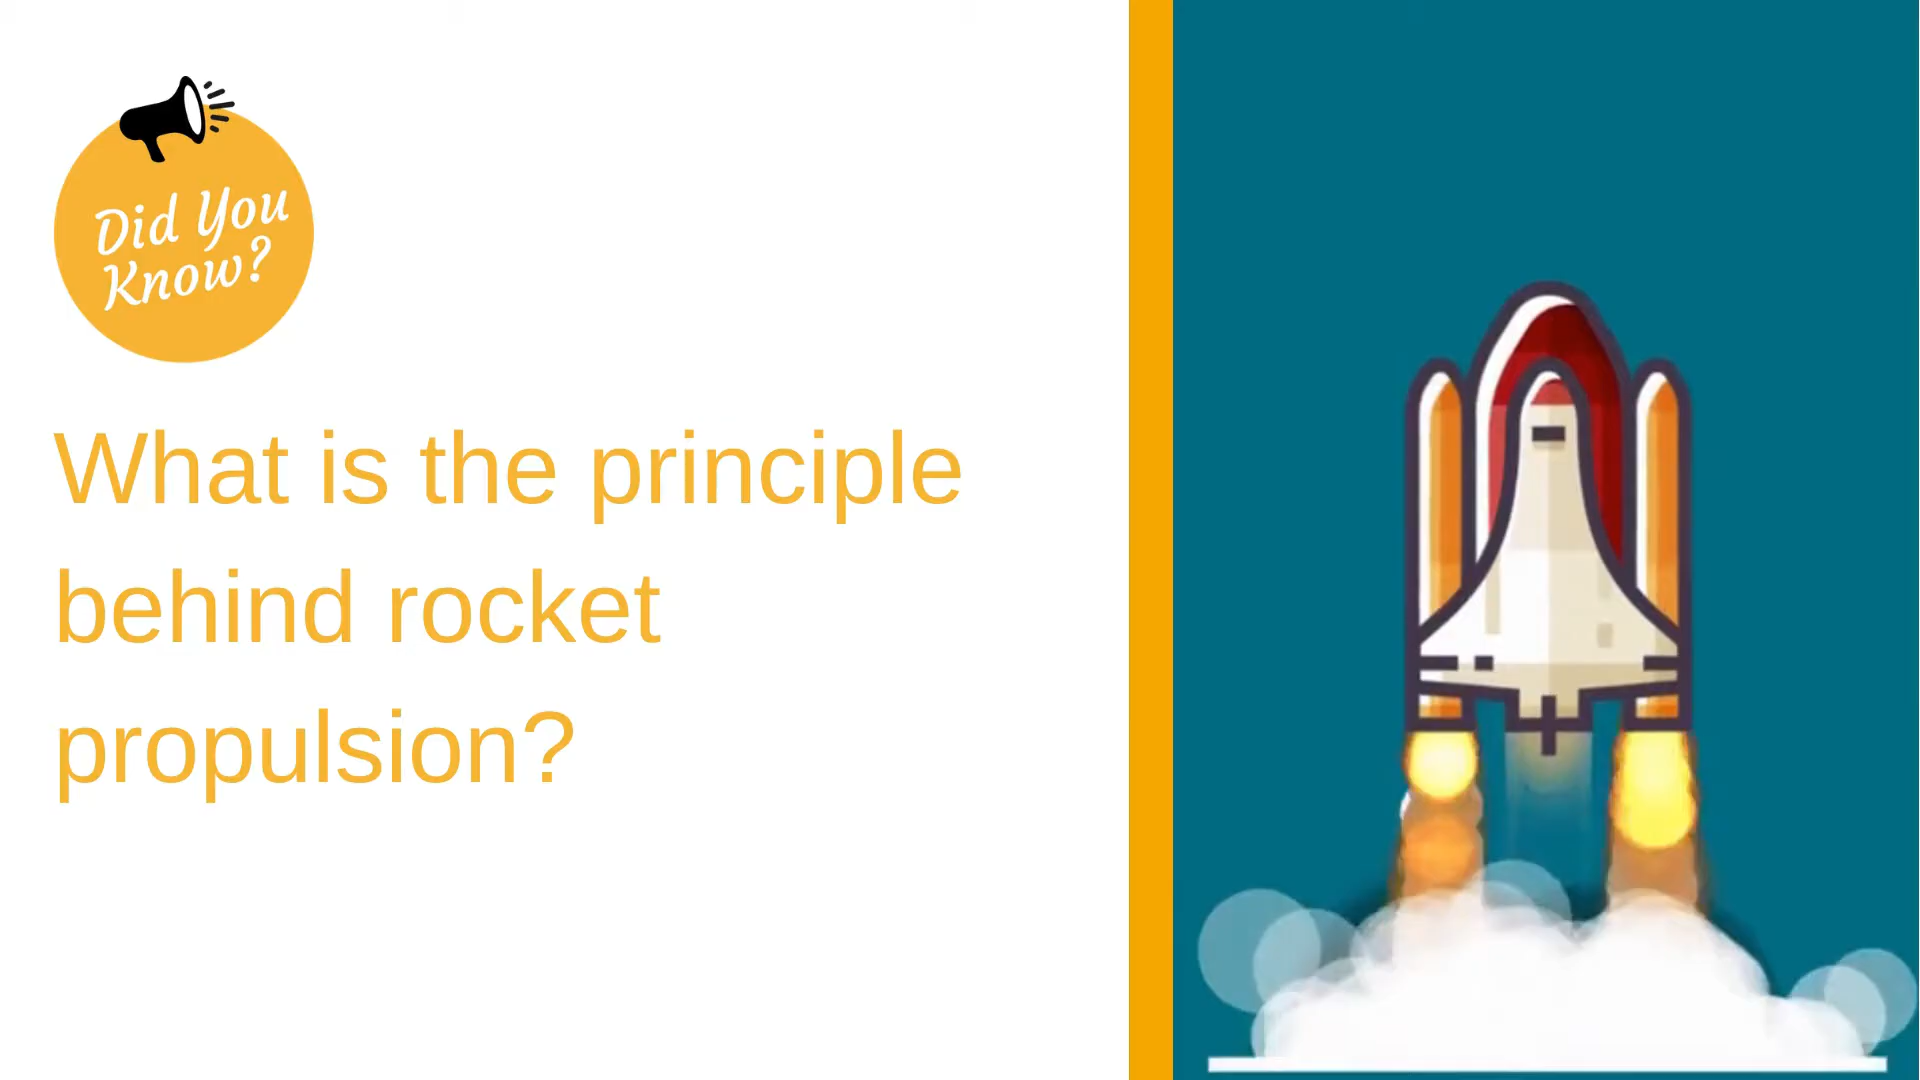 Did You
Know?
What is the principle
behind rocket
propulsion?